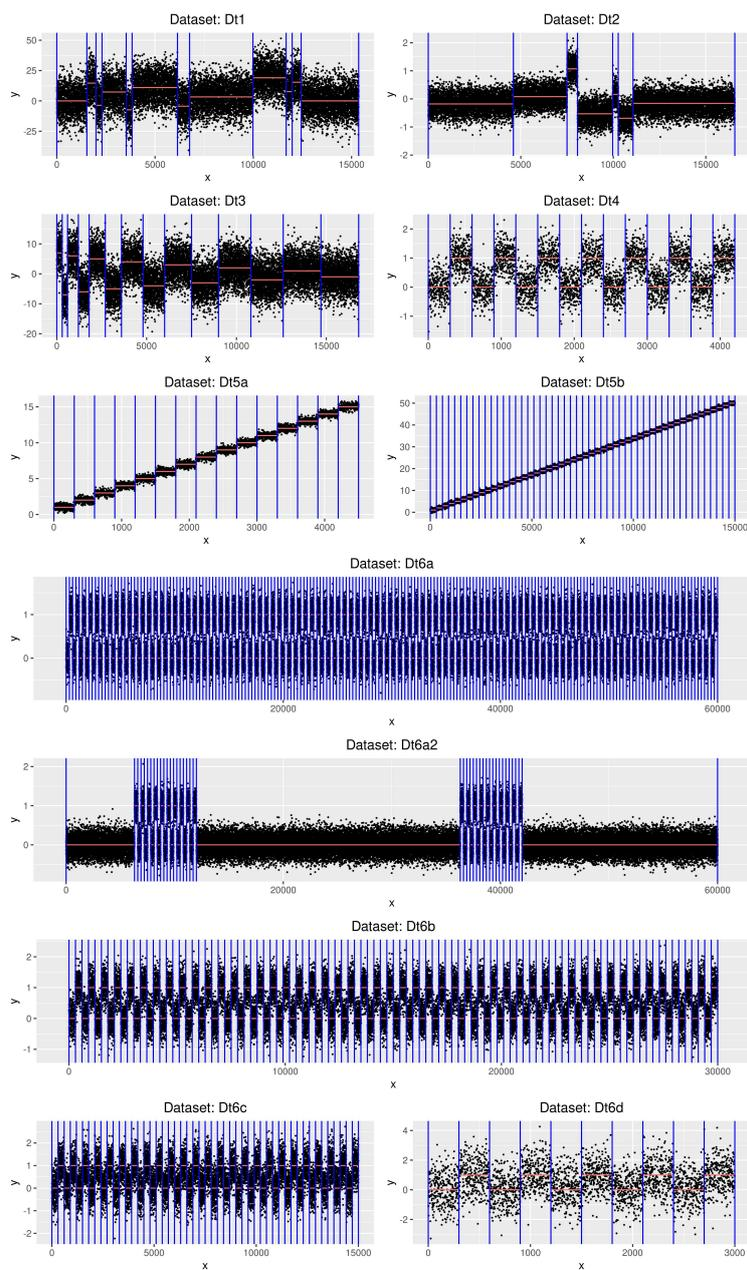 Dataset: Dt1
Dataset: Dt2
50
25
0
-25
y
0
5000
10000
15000
x
2
1
0
-1
-2
y
0
5000
10000
15000
x
Dataset: Dt3
Dataset: Dt4
10
0
-10
-20
y
0
5000
10000
15000
x
2
1
0
-1
y
0
1000
2000
3000
4000
x
Dataset: Dt5a
Dataset: Dt5b
15
10
5
0
y
0
1000
2000
3000
4000
x
50
40
30
20
10
0
y
0
5000
10000
15000
x
Dataset: Dt6a
1
0
y
0
20000
40000
60000
x
Dataset: Dt6a2
2
1
0
y
0
20000
40000
60000
x
Dataset: Dt6b
2
1
0
-1
y
0
10000
20000
30000
x
Dataset: Dt6c
Dataset: Dt6d
2
1
0
-1
-2
y
0
5000
10000
15000
x
4
2
0
-2
y
0
1000
2000
3000
x